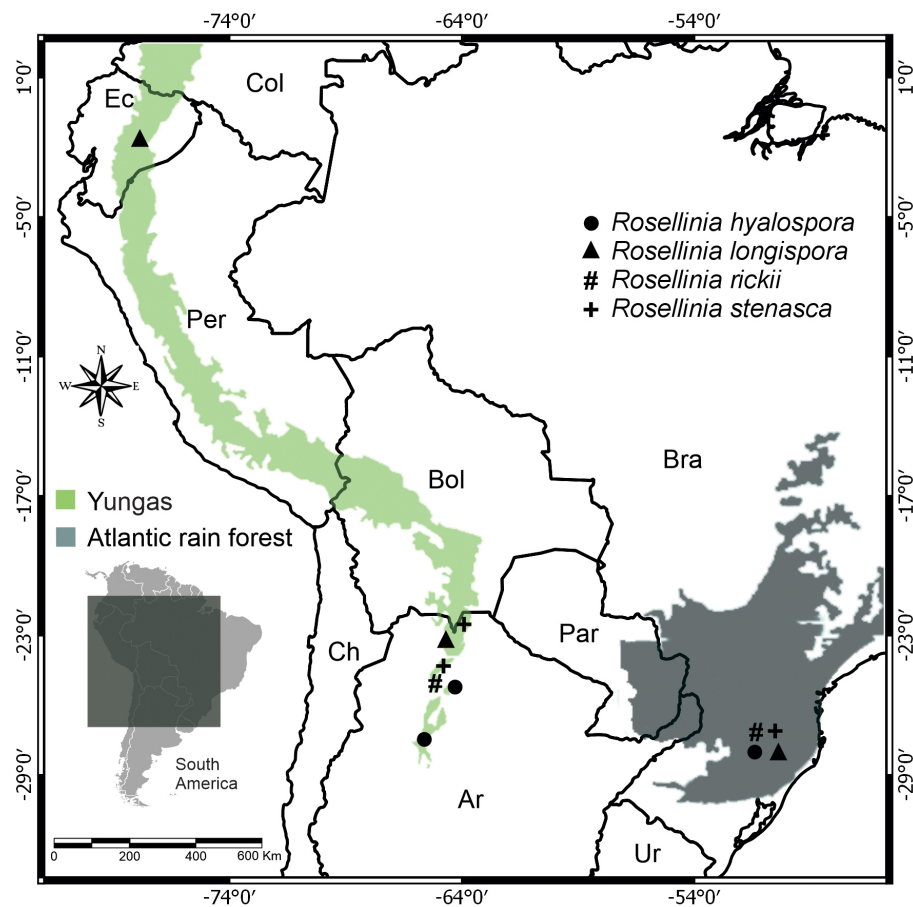 -74°0′ -64°0′ -54°0′
1°0′ 1°0′
Ec Col
-5°0′ -5°0′
● Rosellinia hyalospora
▲ Rosellinia longispora
# Rosellinia rickii
+ Rosellinia stenasca
Per
-11°0′ -11°0′
N
W E
S
Bol Bra
-17°0′ -17°0′
Yungas
Atlantic rain forest
-23°0′ -23°0′
Ch Par
South
America
-29°0′ -29°0′
Ar
Ur
0 200 400 600 Km
-74°0′ -64°0′ -54°0′